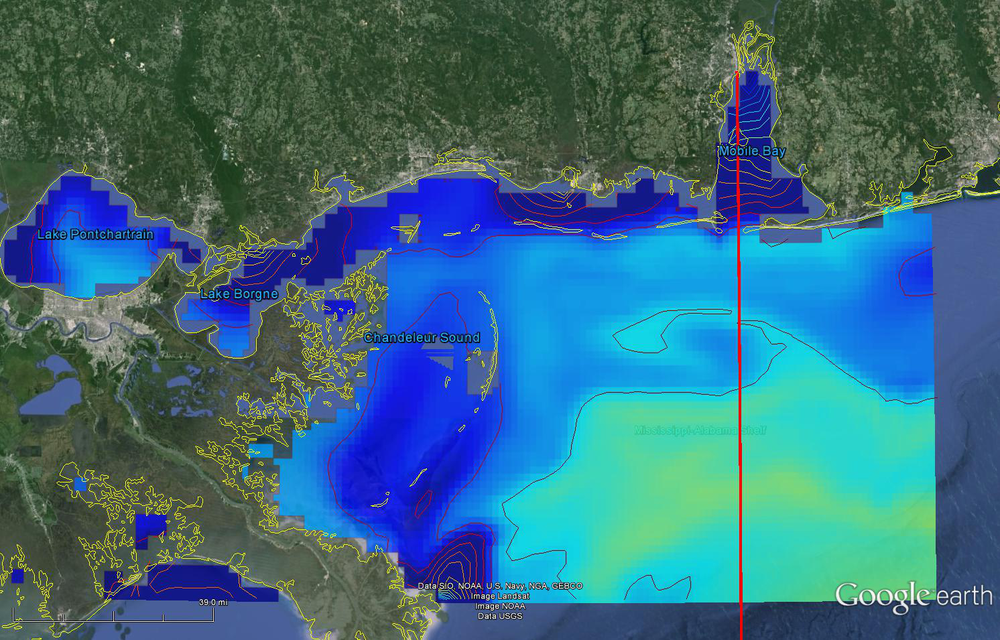 Mobile Bay
Lake Pontchartrain
Lake Borgne
Chandeleur Sound
Mississippi-Alabama Shelf
Data SIO, NOAA, U.S. Navy, NGA, GEBCO
Image Landsat
Image NOAA
Data USGS
39.0 mi
Google earth